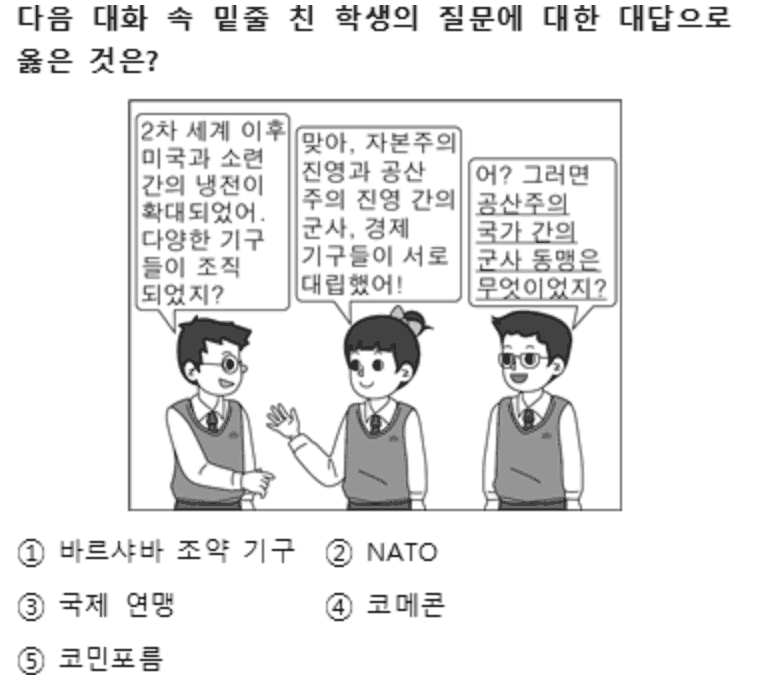 다음 대화 속 밑줄 친 학생의 질문에 대한 대답으로
옳은 것은?
2차 세계 이후
미국과 소련
간의 냉전이
확대되었어.
다양한 기구
들이 조직
되었지?
맞아, 자본주의
진영과 공산
주의 진영 간의
군사, 경제
기구들이 서로
대립했어!
어? 그러면
공산주의
국가 간의
군사 동맹은
무엇이었지?
① 바르샤바 조약 기구 ② NATO
③ 국제 연맹 ④ 코메콘
⑤ 코민포름